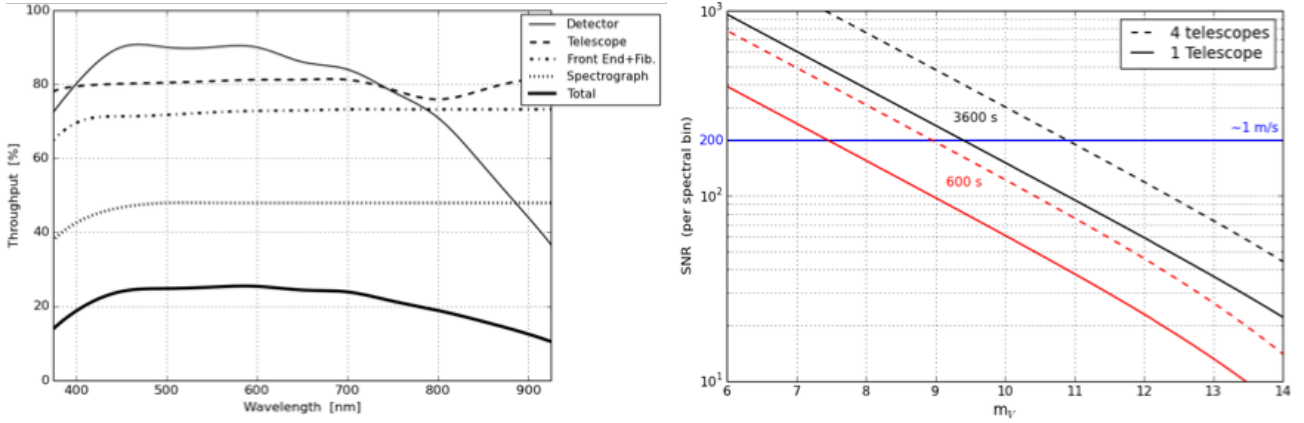 100
80
60
40
20
0
Throughput [%]
400
500
600
700
800
900
Wavelength [nm]
Detector
Telescope
Front End+Fib.
Spectrograph
Total
10³
200
10²
10¹
SNR (per spectral bin)
6
7
8
9
10
11
12
13
14
m_V
4 telescopes
1 Telescope
3600 s
~1 m/s
600 s